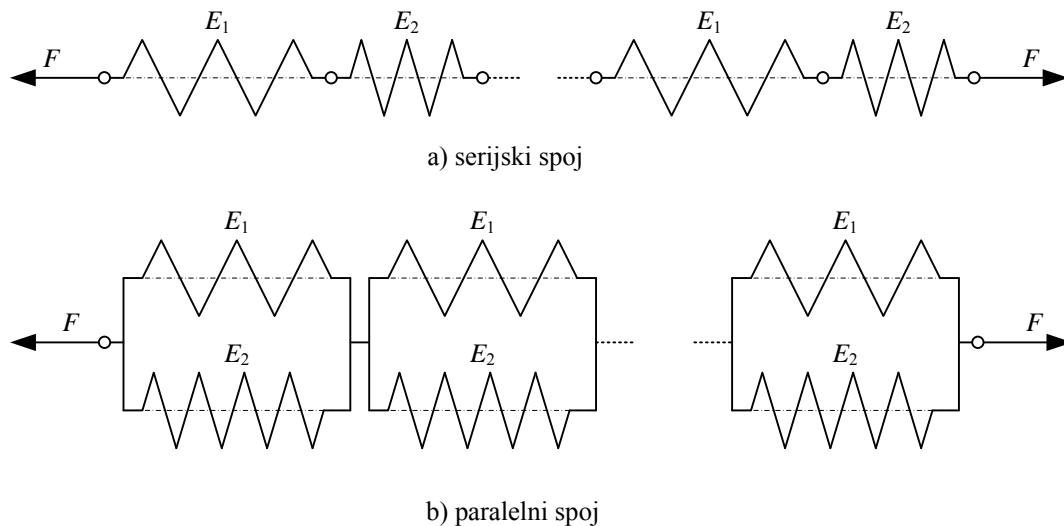 E1 E2 E1 E2
F F
a) serijski spoj
E1 E1 E1
F F
E2 E2 E2
b) paralelni spoj